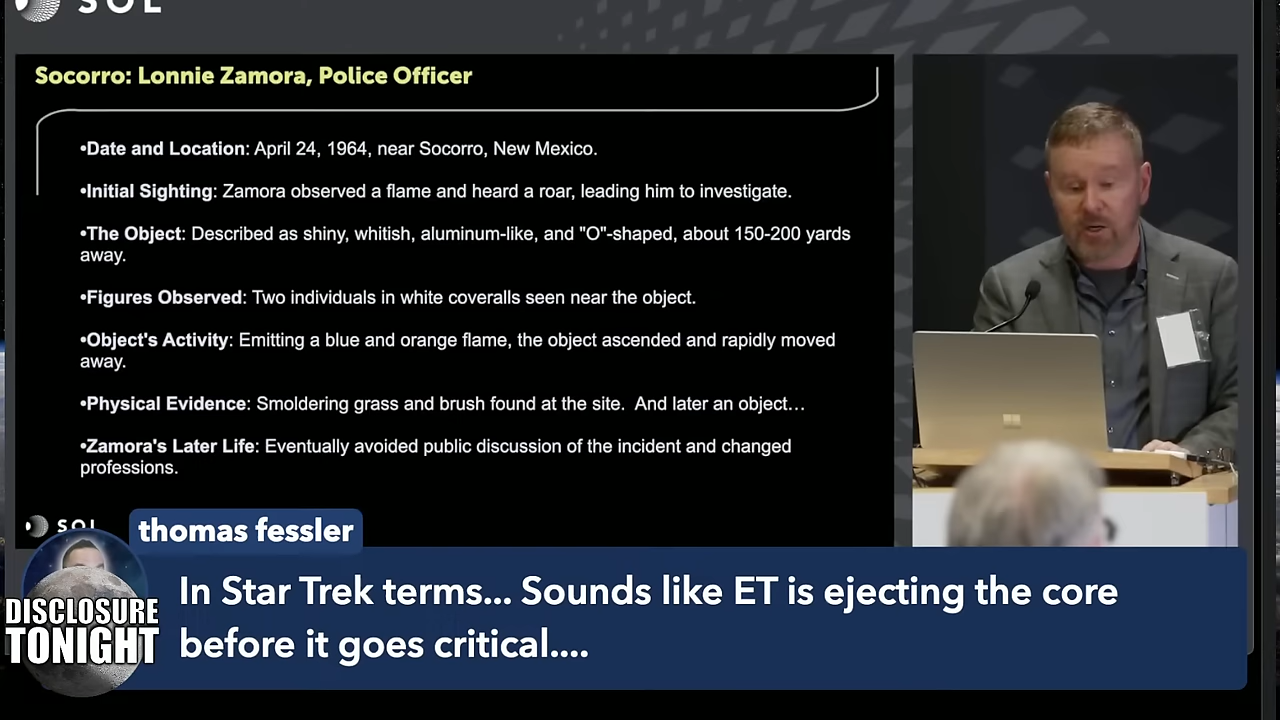 SOL
Socorro: Lonnie Zamora, Police Officer
•Date and Location: April 24, 1964, near Socorro, New Mexico.
•Initial Sighting: Zamora observed a flame and heard a roar, leading him to investigate.
•The Object: Described as shiny, whitish, aluminum-like, and "O"-shaped, about 150-200 yards
away.
•Figures Observed: Two individuals in white coveralls seen near the object.
•Object's Activity: Emitting a blue and orange flame, the object ascended and rapidly moved
away.
•Physical Evidence: Smoldering grass and brush found at the site.  And later an object…
•Zamora's Later Life: Eventually avoided public discussion of the incident and changed
professions.
SOL
thomas fessler
In Star Trek terms... Sounds like ET is ejecting the core
before it goes critical....
DISCLOSURE
TONIGHT